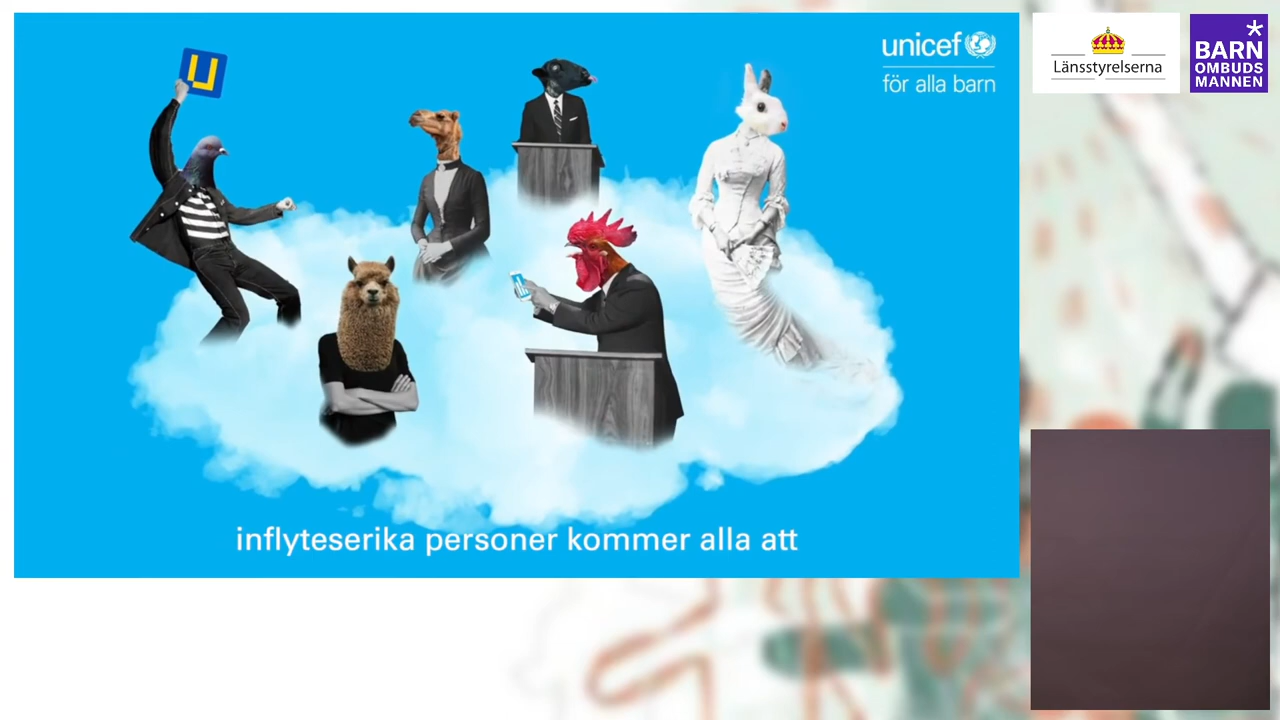 U
unicef
för alla barn
Länsstyrelserna
BARN
OMBUDS
MANNEN
inflyteserika personer kommer alla att